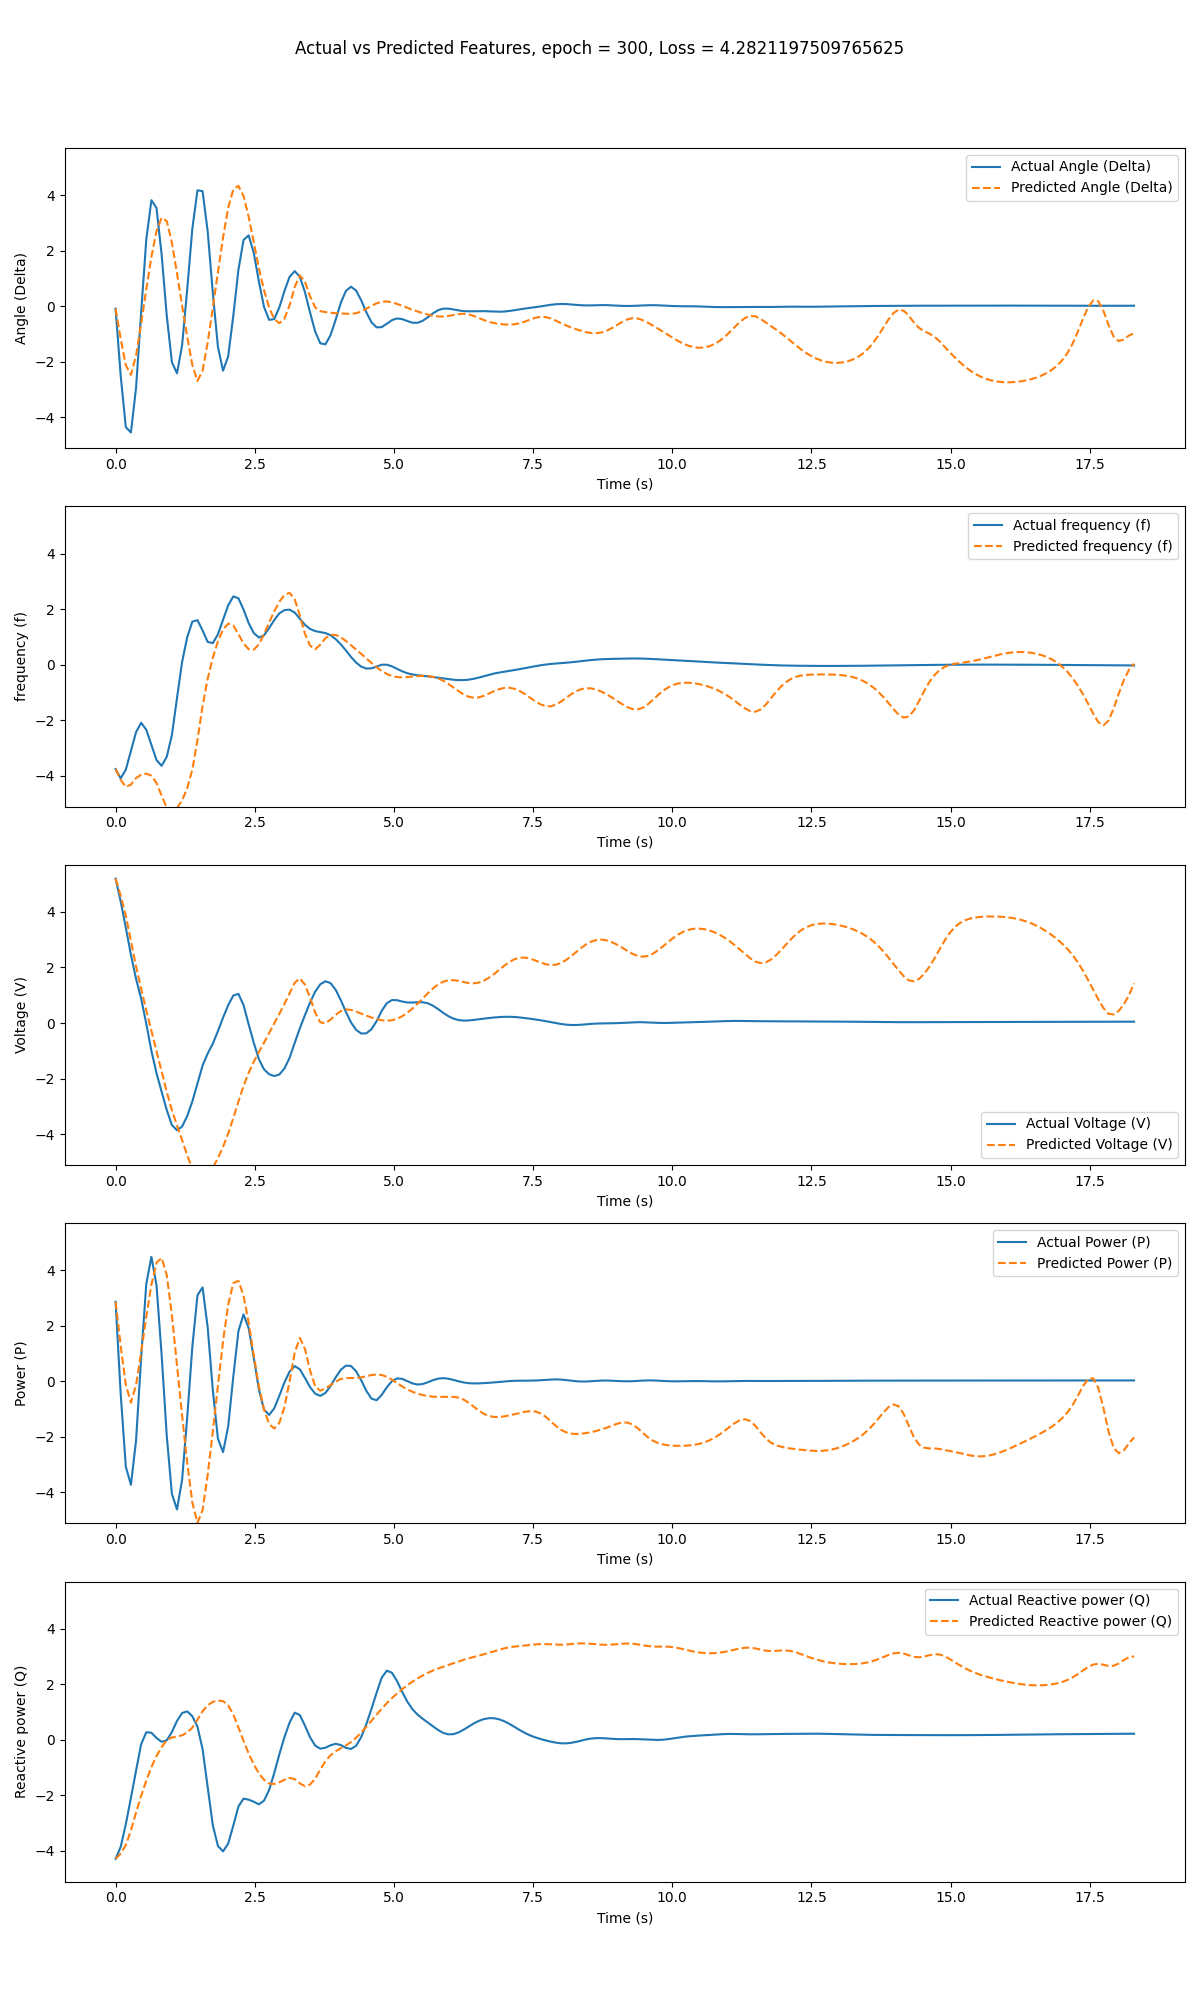 Actual vs Predicted Features, epoch = 300, Loss = 4.2821197509765625
Actual Angle (Delta)
Predicted Angle (Delta)
Angle (Delta)
4
2
0
−2
−4
0.0 2.5 5.0 7.5 10.0 12.5 15.0 17.5
Time (s)
Actual frequency (f)
Predicted frequency (f)
frequency (f)
4
2
0
−2
−4
0.0 2.5 5.0 7.5 10.0 12.5 15.0 17.5
Time (s)
Voltage (V)
4
2
0
−2
−4
Actual Voltage (V)
Predicted Voltage (V)
0.0 2.5 5.0 7.5 10.0 12.5 15.0 17.5
Time (s)
Actual Power (P)
Predicted Power (P)
Power (P)
4
2
0
−2
−4
0.0 2.5 5.0 7.5 10.0 12.5 15.0 17.5
Time (s)
Actual Reactive power (Q)
Predicted Reactive power (Q)
Reactive power (Q)
4
2
0
−2
−4
0.0 2.5 5.0 7.5 10.0 12.5 15.0 17.5
Time (s)